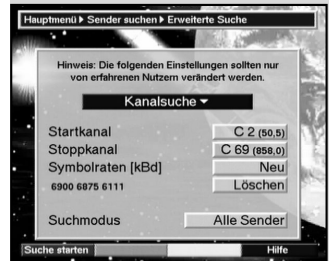 Hauptmenü ▸ Sender suchen ▸ Erweiterte Suche
Hinweis: Die folgenden Einstellungen sollten nur
von erfahrenen Nutzern verändert werden.
Kanalsuche ▾
Startkanal C 2 (50,5)
Stoppkanal C 69 (858,0)
Symbolraten [kBd] Neu
6900 6875 6111 Löschen
Suchmodus Alle Sender
Suche starten Hilfe